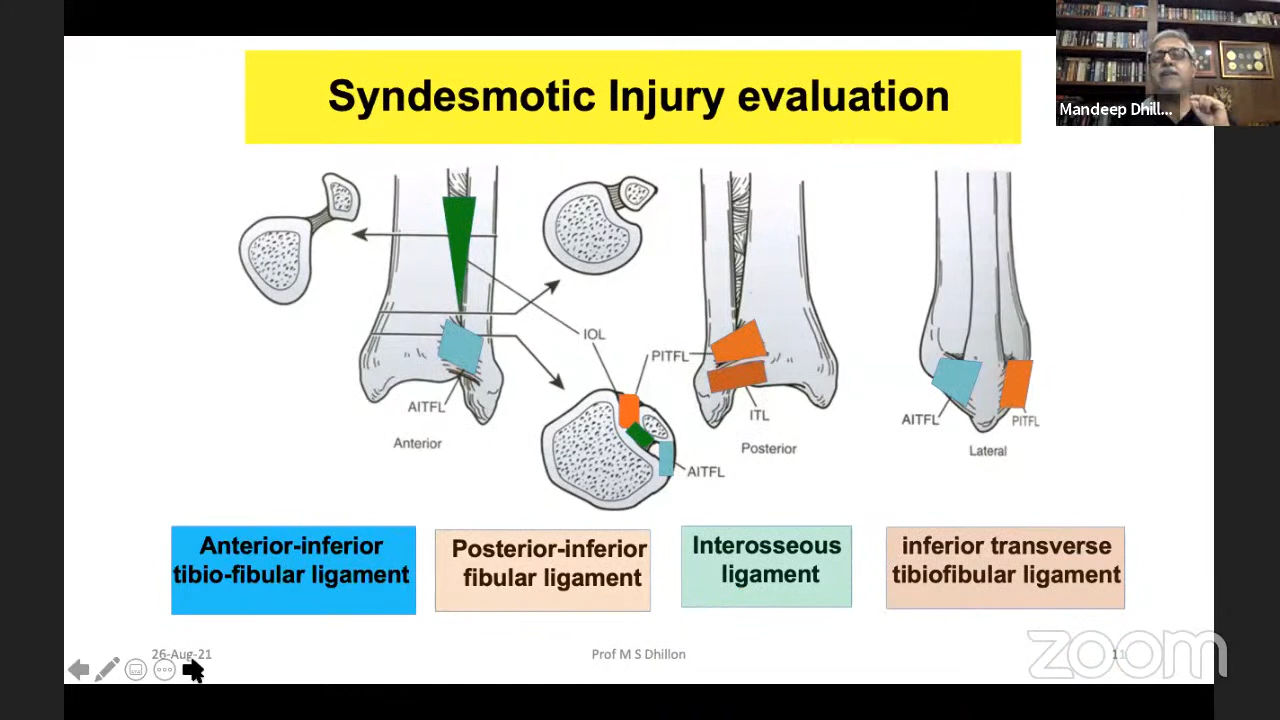 Syndesmotic Injury evaluation
Mandeep Dhill...
IOL
PITFL
AITFL
ITL
AITFL
PITFL
Anterior
Posterior
Lateral
AITFL
Anterior-inferior
tibio-fibular ligament
Posterior-inferior
fibular ligament
Interosseous
ligament
inferior transverse
tibiofibular ligament
26-Aug-21
Prof M S Dhillon
11
zoom